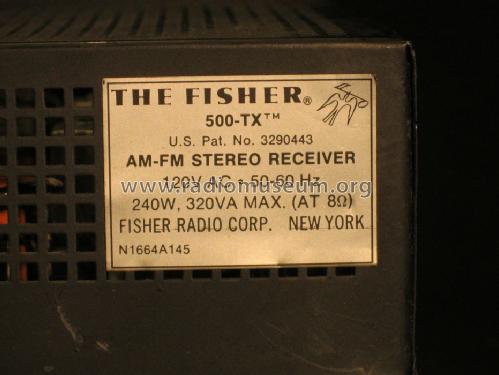 THE FISHER®
500-TX™
U.S. Pat. No. 3290443
AM-FM STEREO RECEIVER
120V AC ~ 50-60 Hz
www.radiomuseum.org
240W, 320VA MAX. (AT 8Ω)
FISHER RADIO CORP. NEW YORK
N1664A145